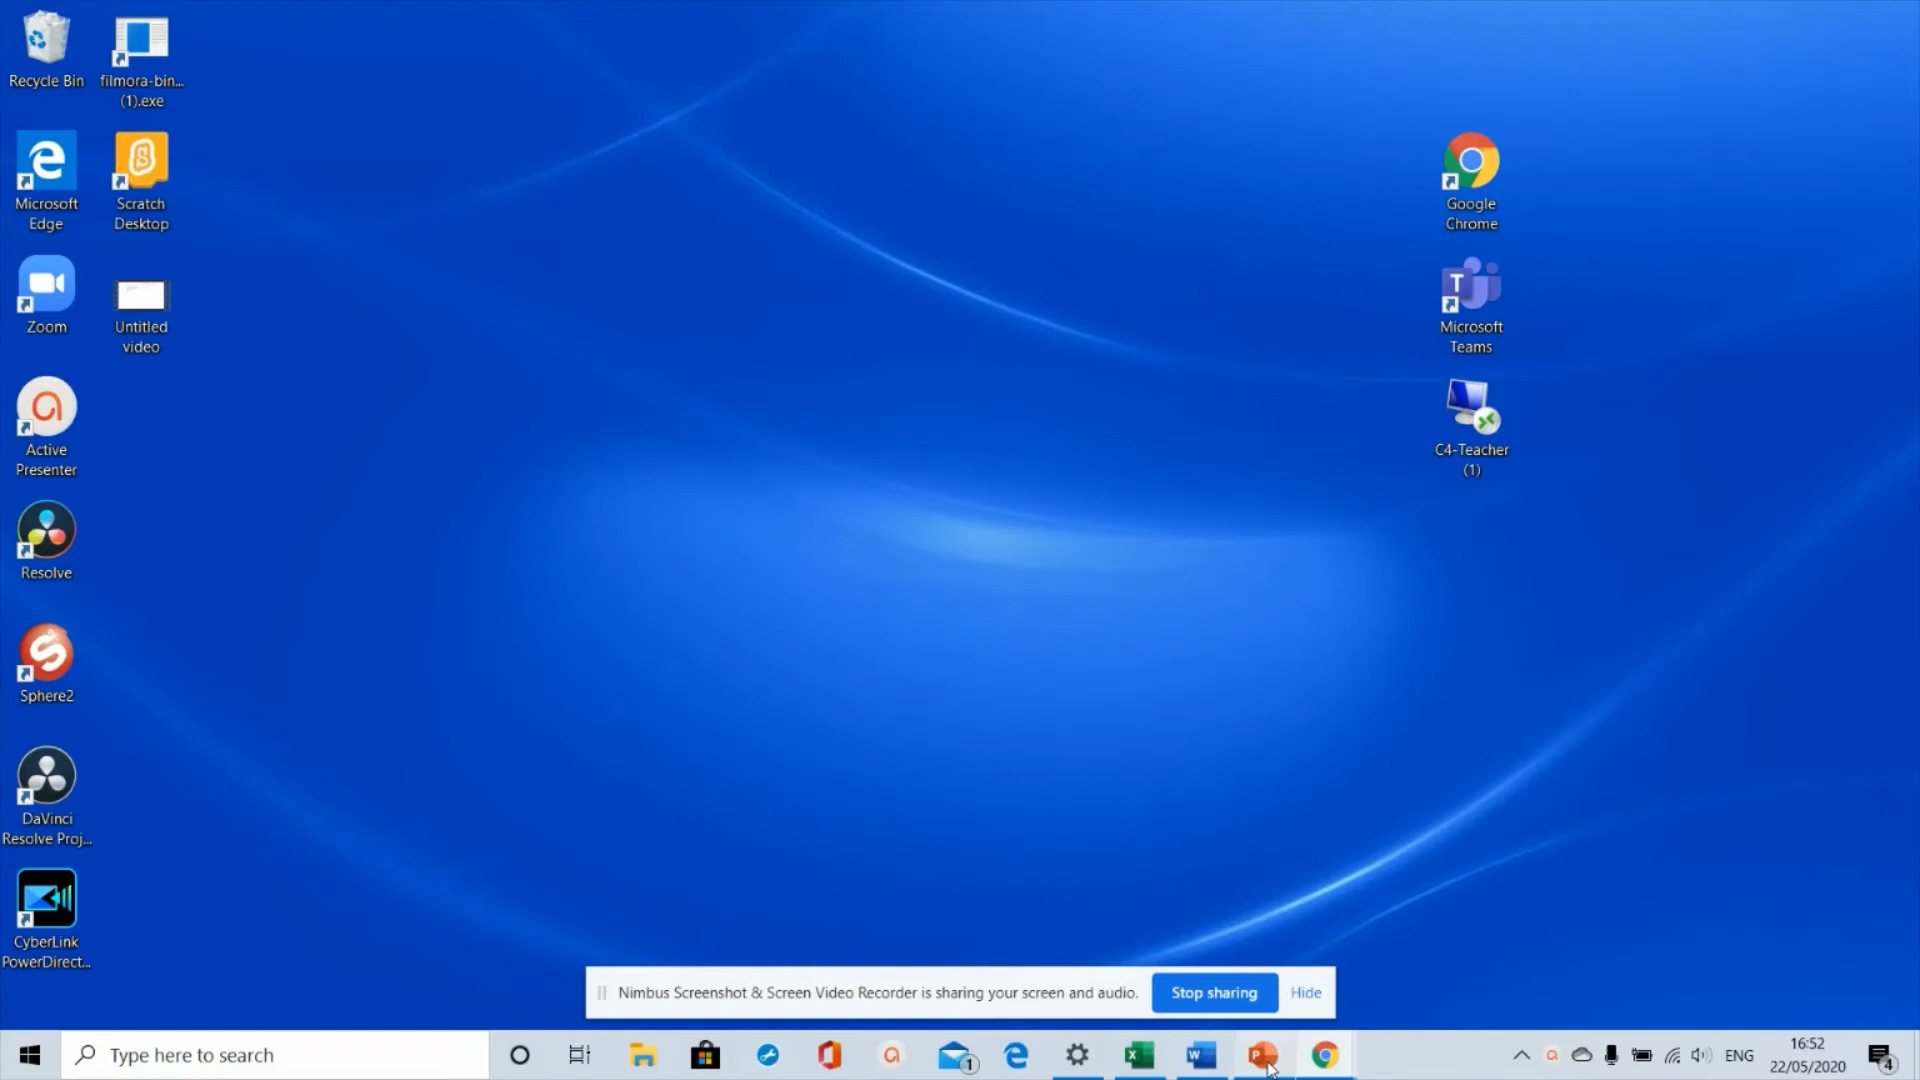 Recycle Bin
filmora-bin...
(1).exe
Microsoft
Edge
Scratch
Desktop
Zoom
Untitled
video
Active
Presenter
Resolve
Sphere2
DaVinci
Resolve Proj...
CyberLink
PowerDirect...
Google
Chrome
Microsoft
Teams
C4-Teacher
(1)
Nimbus Screenshot & Screen Video Recorder is sharing your screen and audio.
Stop sharing
Hide
Type here to search
1
ENG
16:52
22/05/2020
4